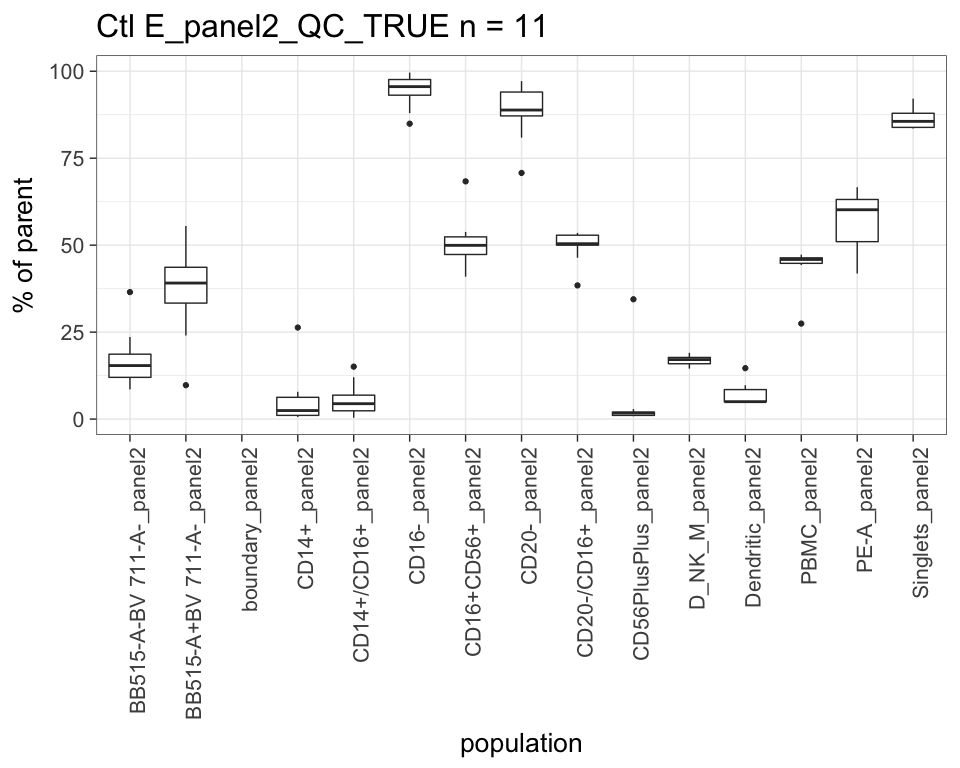 Ctl E_panel2_QC_TRUE n = 11
% of parent
100
75
50
25
0
BB515-A-BV 711-A-_panel2
BB515-A+BV 711-A-_panel2
boundary_panel2
CD14+_panel2
CD14+/CD16+_panel2
CD16-_panel2
CD16+CD56+_panel2
CD20-_panel2
CD20-/CD16+_panel2
CD56PlusPlus_panel2
D_NK_M_panel2
Dendritic_panel2
PBMC_panel2
PE-A_panel2
Singlets_panel2
population